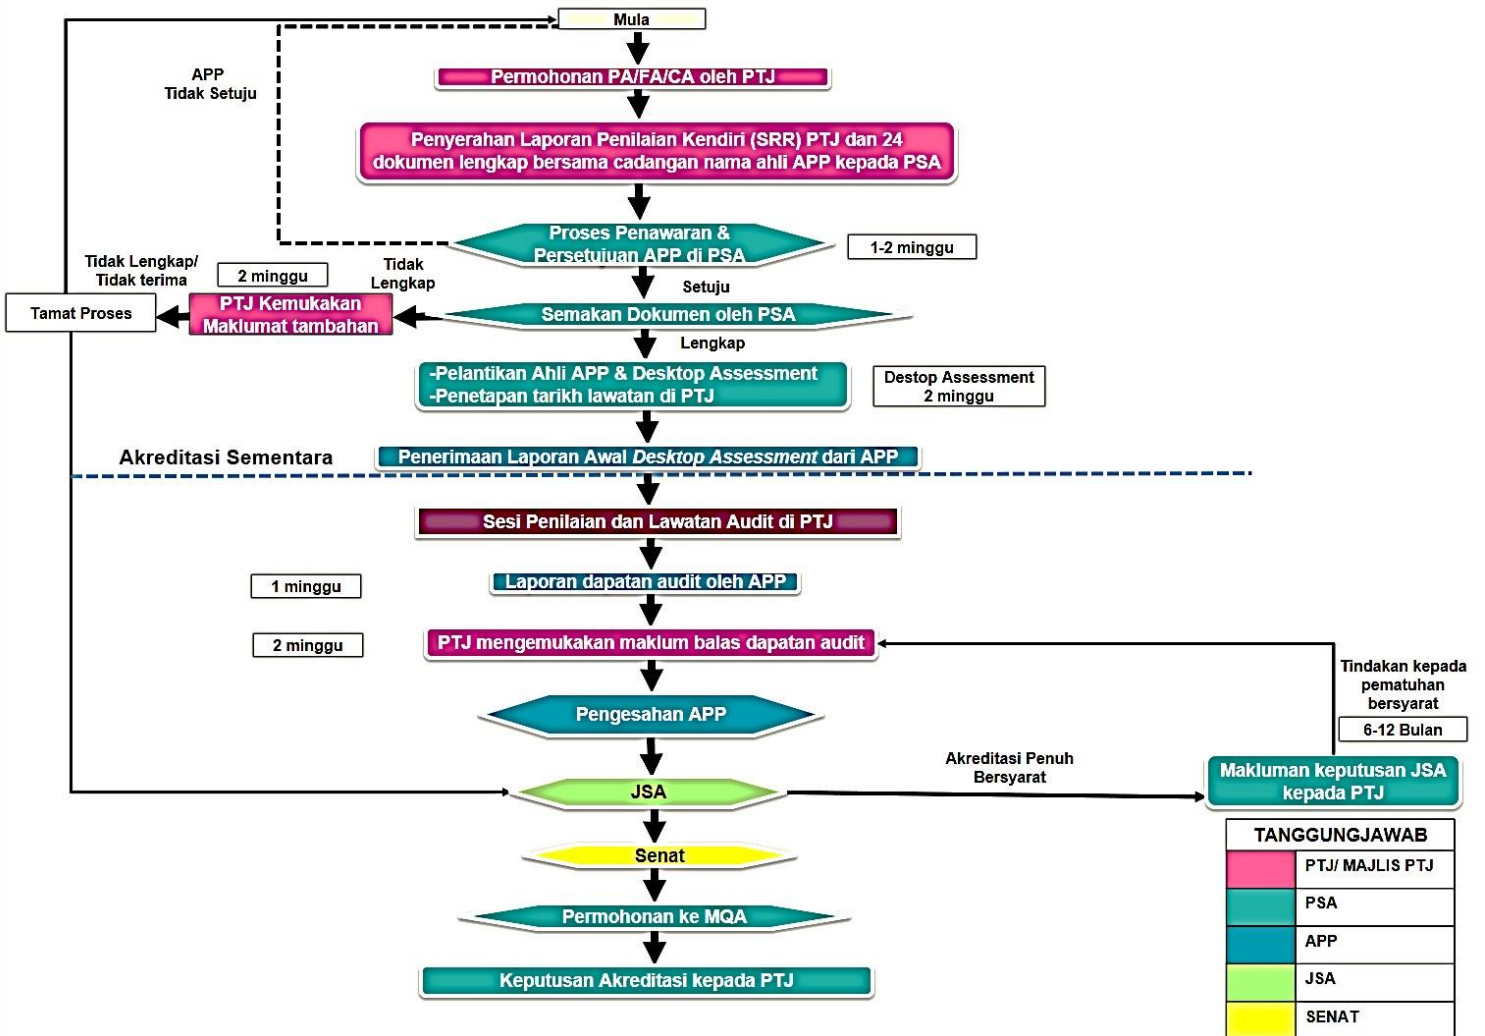 Mula
APP
Tidak Setuju
Permohonan PA/FA/CA oleh PTJ
Penyerahan Laporan Penilaian Kendiri (SRR) PTJ dan 24
dokumen lengkap bersama cadangan nama ahli APP kepada PSA
Proses Penawaran &
Persetujuan APP di PSA
1-2 minggu
Setuju
Tidak Lengkap/
Tidak terima
2 minggu
Tidak
Lengkap
Tamat Proses
PTJ Kemukakan
Maklumat tambahan
Semakan Dokumen oleh PSA
Lengkap
-Pelantikan Ahli APP & Desktop Assessment
-Penetapan tarikh lawatan di PTJ
Destop Assessment
2 minggu
Akreditasi Sementara
Penerimaan Laporan Awal Desktop Assessment dari APP
Sesi Penilaian dan Lawatan Audit di PTJ
1 minggu
Laporan dapatan audit oleh APP
2 minggu
PTJ mengemukakan maklum balas dapatan audit
Tindakan kepada
pematuhan
bersyarat
6-12 Bulan
Pengesahan APP
JSA
Akreditasi Penuh
Bersyarat
Makluman keputusan JSA
kepada PTJ
Senat
Permohonan ke MQA
Keputusan Akreditasi kepada PTJ
TANGGUNGJAWAB
PTJ/ MAJLIS PTJ
PSA
APP
JSA
SENAT